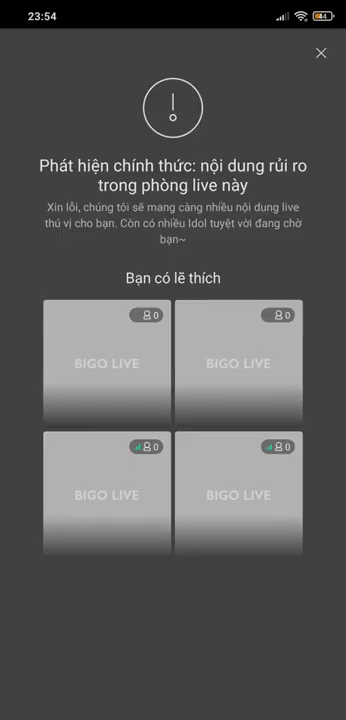 23:54
44
Phát hiện chính thức: nội dung rủi ro
trong phòng live này
Xin lỗi, chúng tôi sẽ mang càng nhiều nội dung live
thú vị cho bạn. Còn có nhiều Idol tuyệt vời đang chờ
bạn~
Bạn có lẽ thích
0
0
BIGO LIVE
BIGO LIVE
0
0
BIGO LIVE
BIGO LIVE